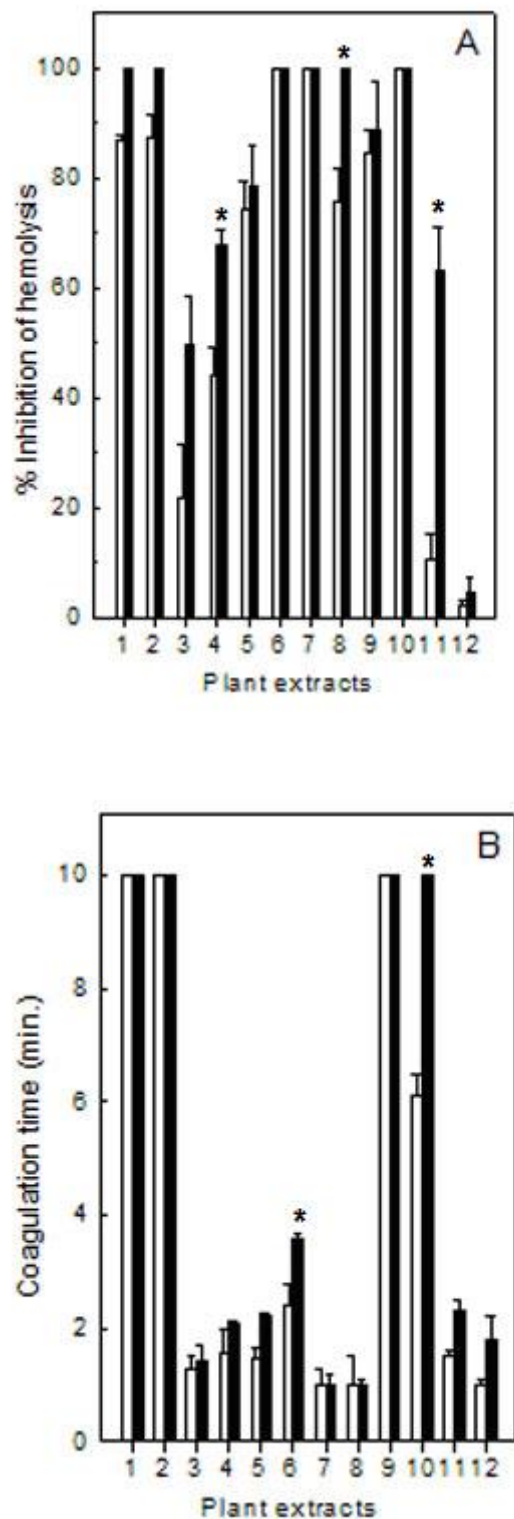 A
% Inhibition of hemolysis
100
80
60
40
20
0
*
*
*
1 2 3 4 5 6 7 8 9 10 11 12
Plant extracts
B
Coagulation time (min.)
10
8
6
4
2
0
*
*
1 2 3 4 5 6 7 8 9 10 11 12
Plant extracts